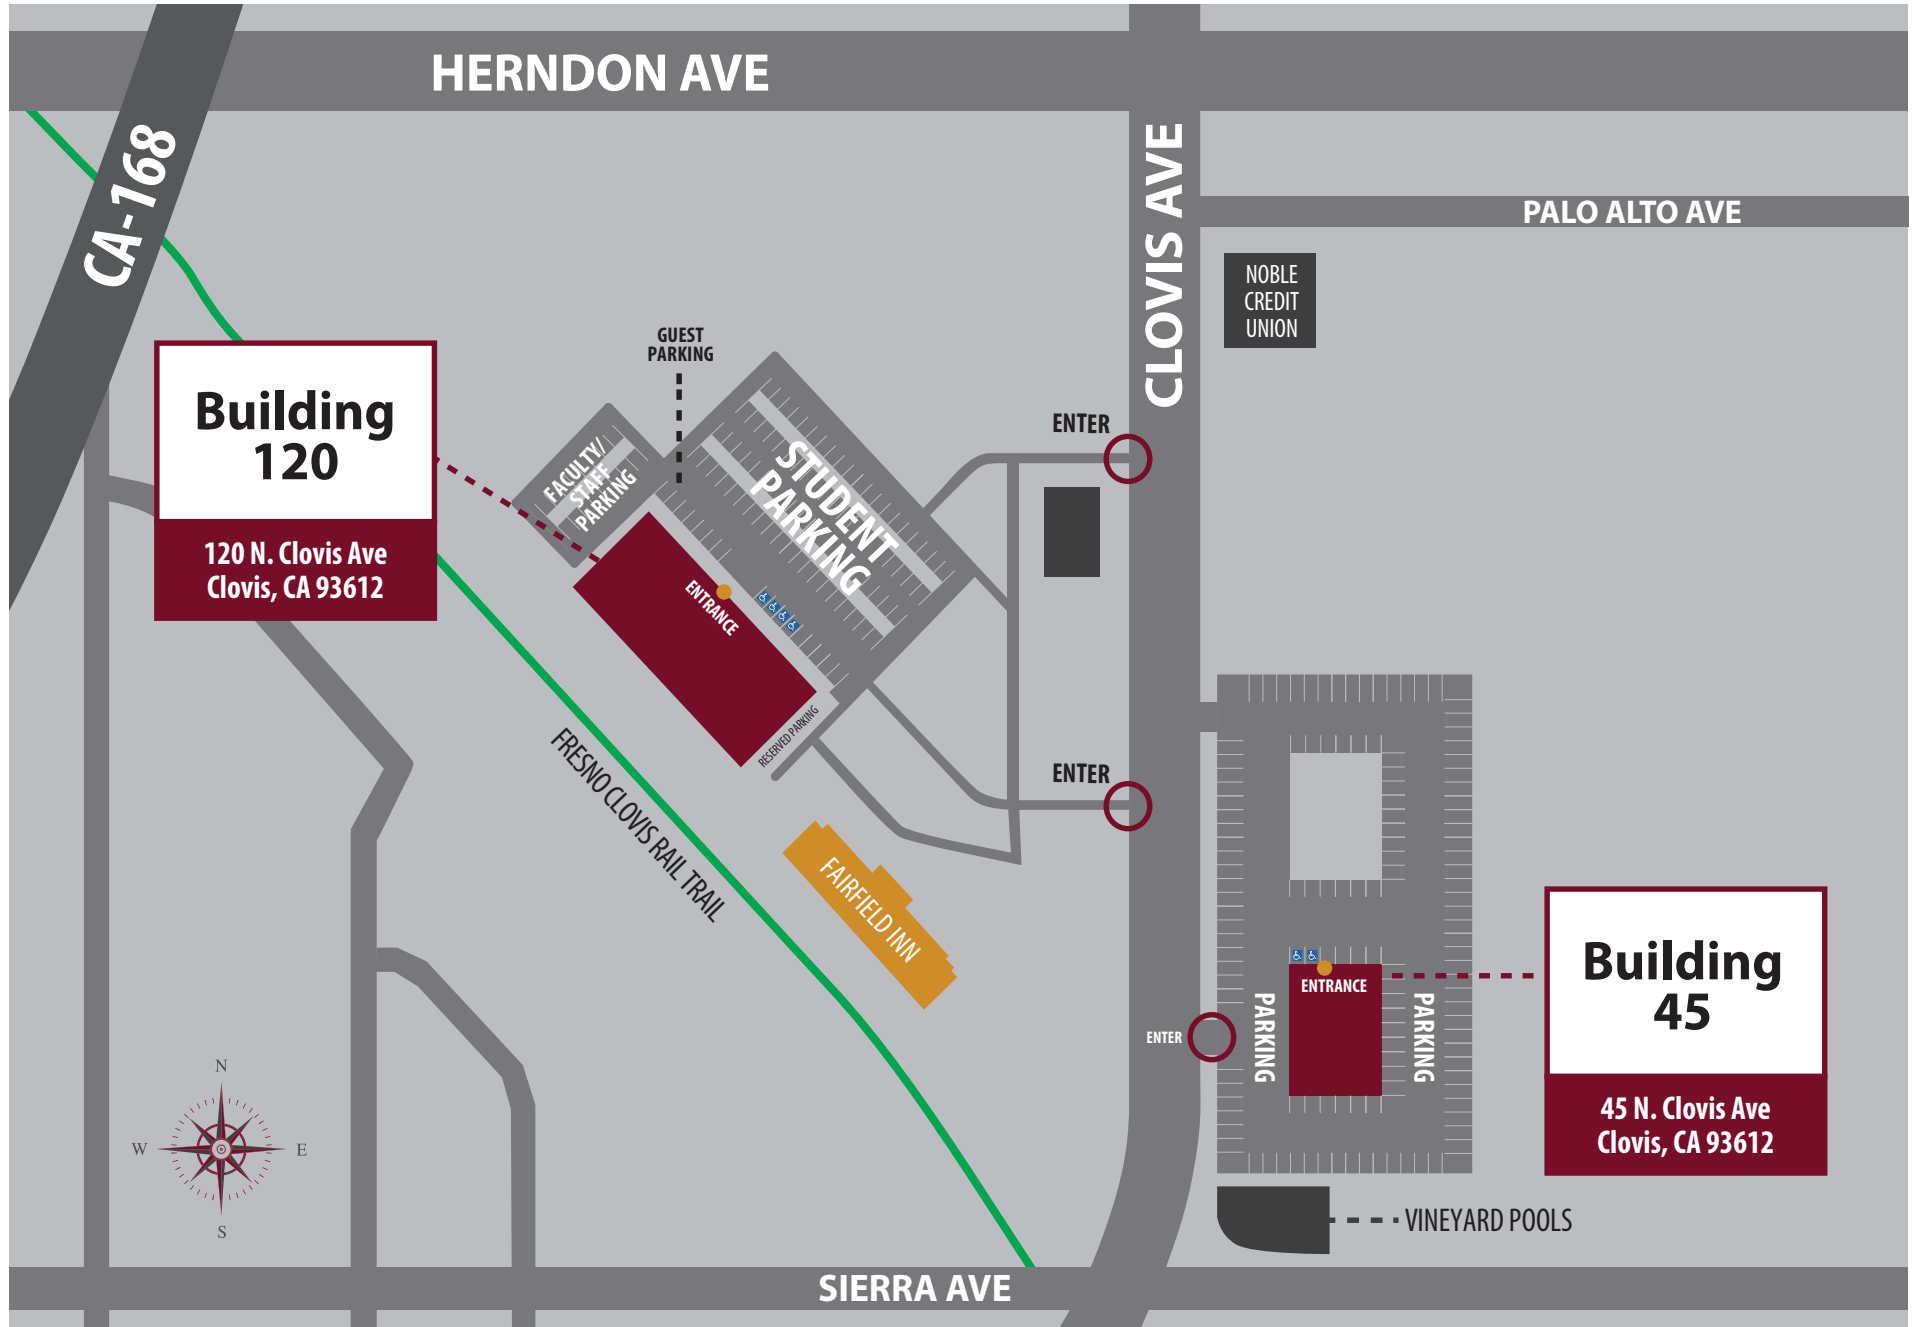 HERNDON AVE
CA-168
CLOVIS AVE
PALO ALTO AVE
NOBLE
CREDIT
UNION
GUEST
PARKING
Building
120
120 N. Clovis Ave
Clovis, CA 93612
FACULTY/
STAFF
PARKING
STUDENT
PARKING
ENTER
ENTRANCE
RESERVED PARKING
FRESNO CLOVIS RAIL TRAIL
ENTER
FAIRFIELD INN
Building
45
45 N. Clovis Ave
Clovis, CA 93612
ENTRANCE
PARKING
PARKING
ENTER
N
W
E
S
VINEYARD POOLS
SIERRA AVE